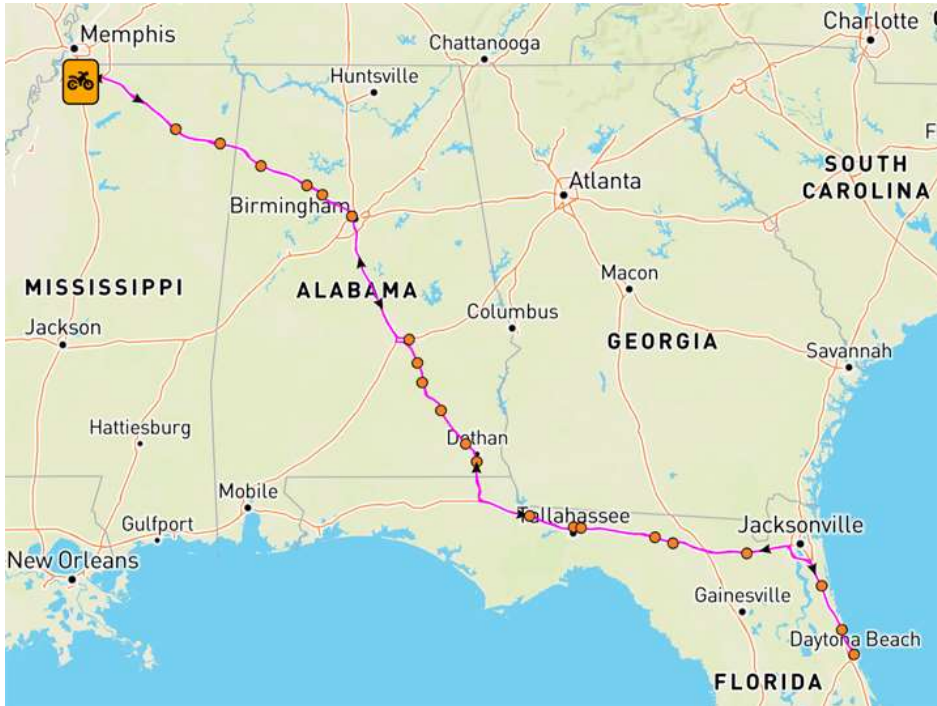 Charlotte
Memphis
Chattanooga
Huntsville
SOUTH
CAROLINA
Atlanta
Birmingham
Macon
MISSISSIPPI
ALABAMA
Columbus
Jackson
GEORGIA
Savannah
Hattiesburg
Dothan
Mobile
Tallahassee
Gulfport
Jacksonville
New Orleans
Gainesville
Daytona Beach
FLORIDA